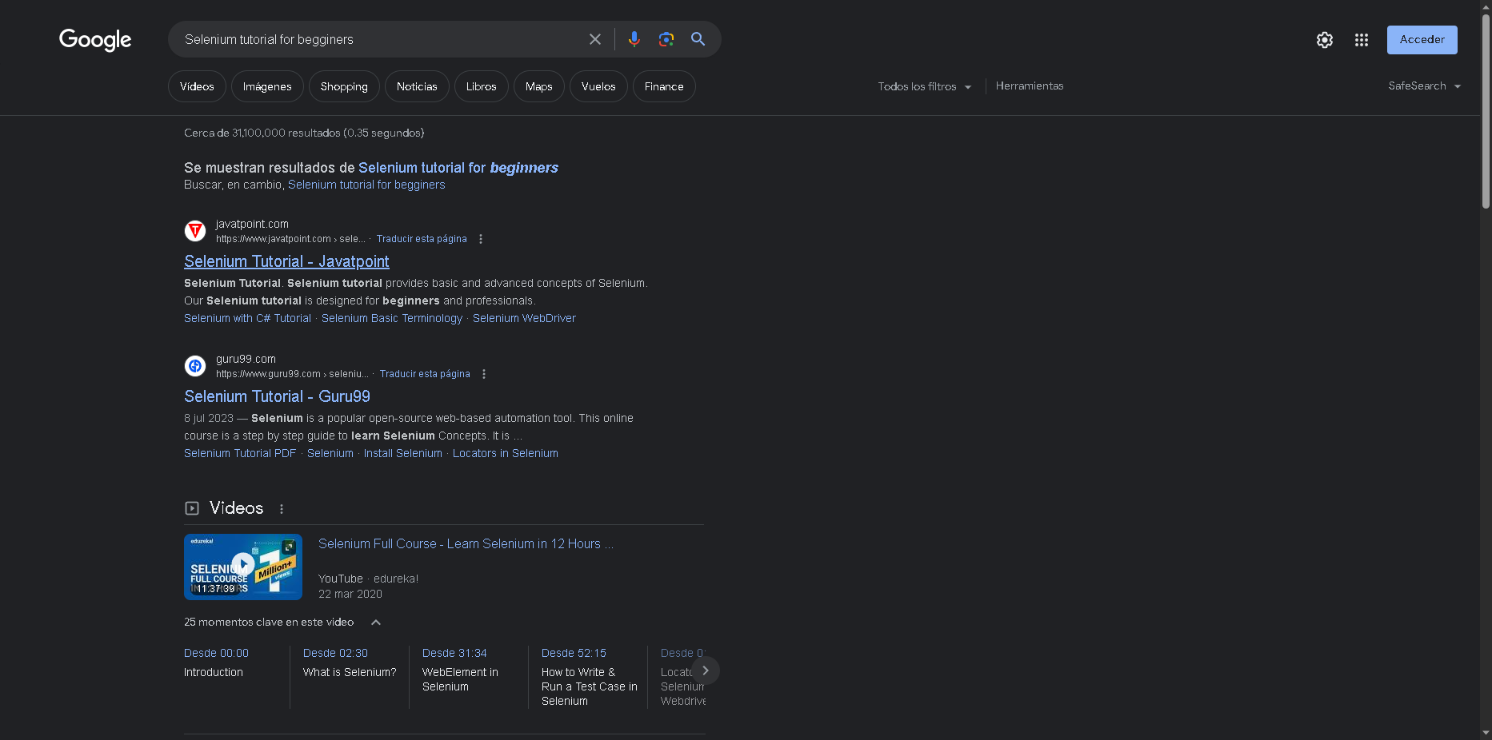 Google
Selenium tutorial for begginers
Acceder
Videos Imágenes Shopping Noticias Libros Maps Vuelos Finance
Todos los filtros Herramientas SafeSearch
Cerca de 31,100,000 resultados (0.35 segundos)
Se muestran resultados de Selenium tutorial for beginners
Buscar, en cambio, Selenium tutorial for begginers
javatpoint.com
https://www.javatpoint.com › sele... · Traducir esta página
Selenium Tutorial - Javatpoint
Selenium Tutorial. Selenium tutorial provides basic and advanced concepts of Selenium.
Our Selenium tutorial is designed for beginners and professionals.
Selenium with C# Tutorial · Selenium Basic Terminology · Selenium WebDriver
guru99.com
https://www.guru99.com › seleniu... · Traducir esta página
Selenium Tutorial - Guru99
8 jul 2023 — Selenium is a popular open-source web-based automation tool. This online
course is a step by step guide to learn Selenium Concepts. It is ...
Selenium Tutorial PDF · Selenium · Install Selenium · Locators in Selenium
Videos
edureka!
SELENIUM
FULL COURSE
Million+
11:37:39
Selenium Full Course - Learn Selenium in 12 Hours ...
YouTube · edureka!
22 mar 2020
25 momentos clave en este video
Desde 00:00
Introduction
Desde 02:30
What is Selenium?
Desde 31:34
WebElement in
Selenium
Desde 52:15
How to Write &
Run a Test Case in
Selenium
Desde
Selenium